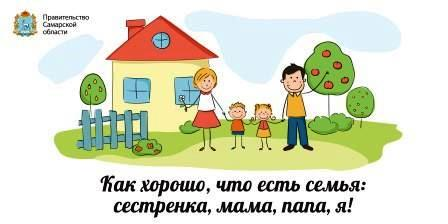 Правительство
Самарской
области
Как хорошо, что есть семья:
сестренка, мама, папа, я!